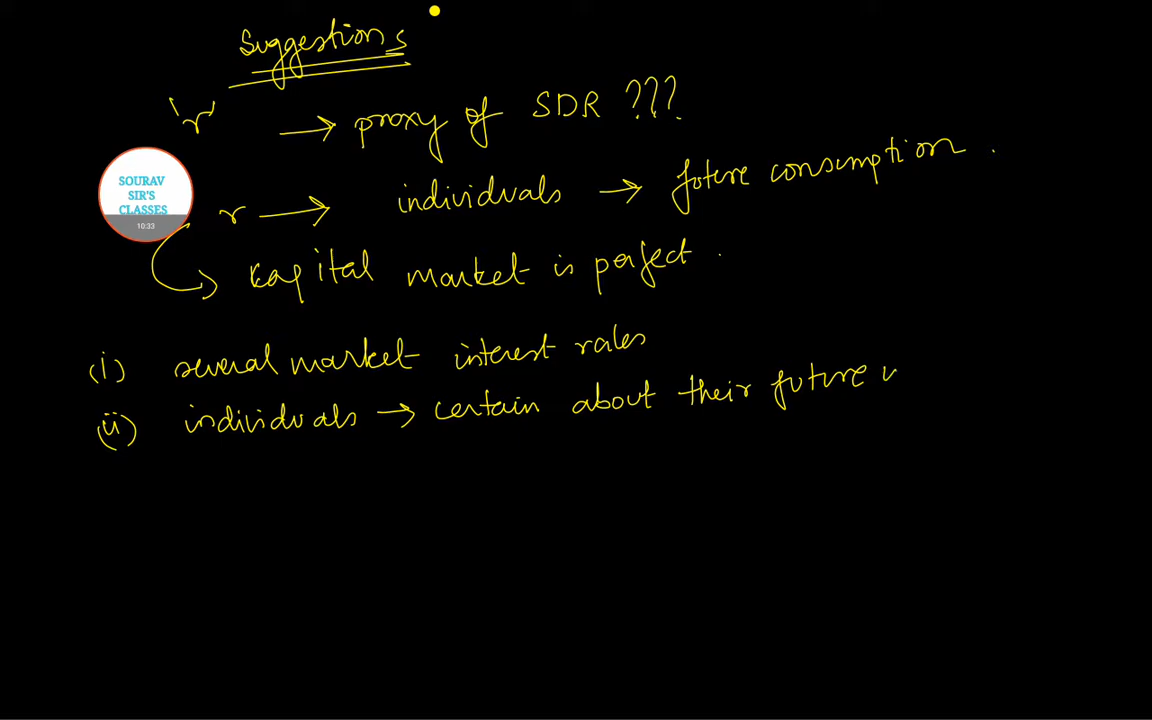 Suggestions
'r' → proxy of SDR ???
SOURAV
SIR'S
CLASSES
10:33
r → individuals → future consumption.
Kapital market is perfect.
(i) several market interest rates
(ii) individuals → certain about their future